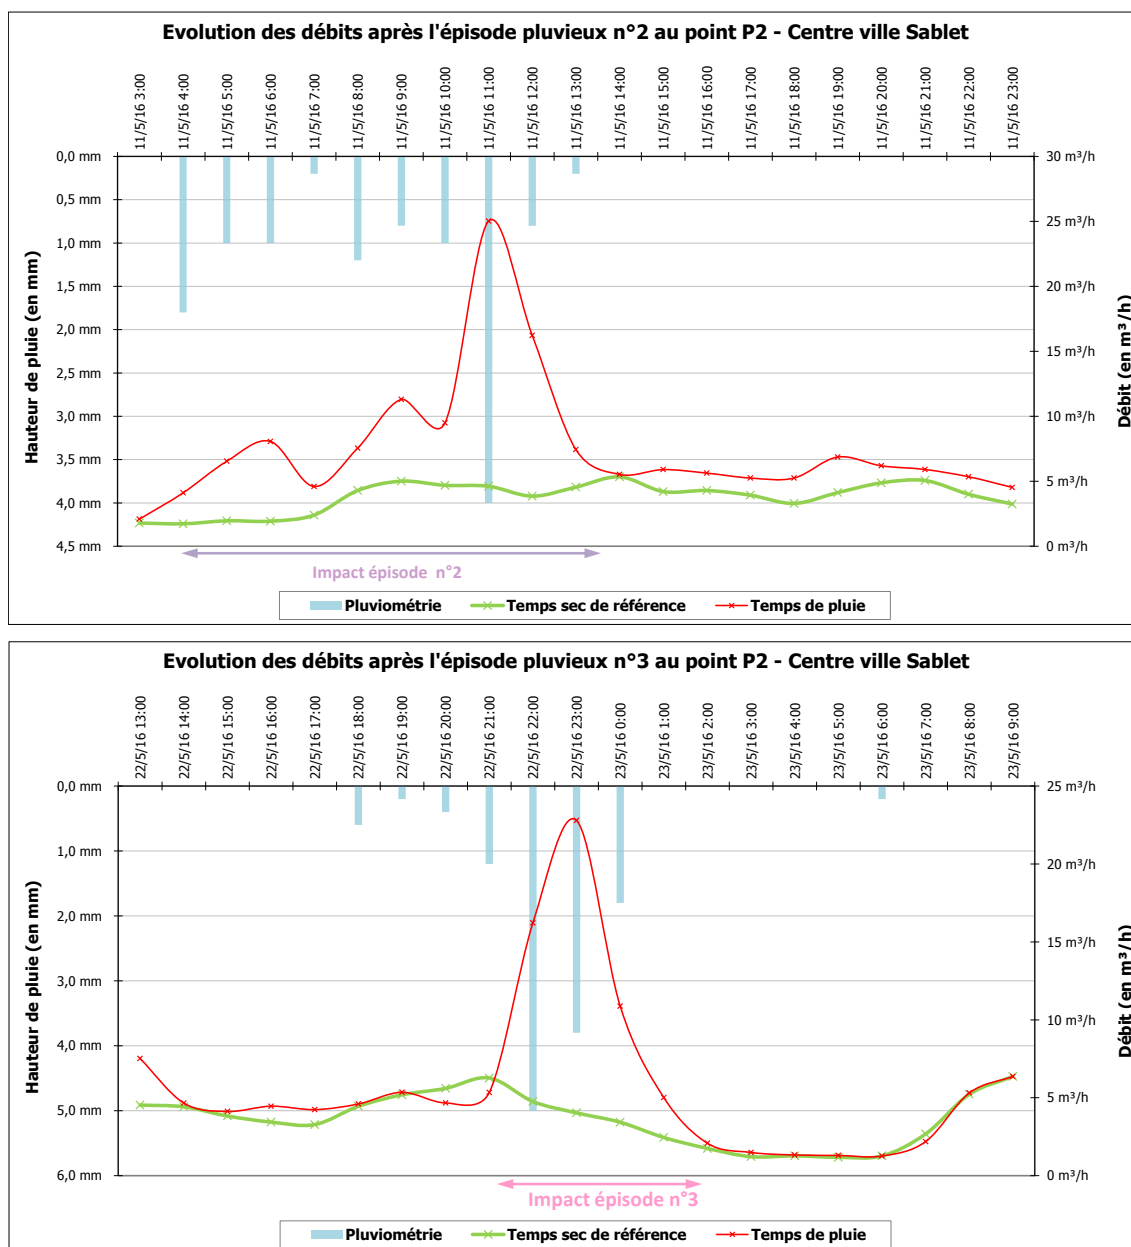 Evolution des débits après l'épisode pluvieux n°2 au point P2 - Centre ville Sablet
11/5/16 3:00
11/5/16 4:00
11/5/16 5:00
11/5/16 6:00
11/5/16 7:00
11/5/16 8:00
11/5/16 9:00
11/5/16 10:00
11/5/16 11:00
11/5/16 12:00
11/5/16 13:00
11/5/16 14:00
11/5/16 15:00
11/5/16 16:00
11/5/16 17:00
11/5/16 18:00
11/5/16 19:00
11/5/16 20:00
11/5/16 21:00
11/5/16 22:00
11/5/16 23:00
Hauteur de pluie (en mm)
0,0 mm
0,5 mm
1,0 mm
1,5 mm
2,0 mm
2,5 mm
3,0 mm
3,5 mm
4,0 mm
4,5 mm
30 m³/h
25 m³/h
20 m³/h
15 m³/h
10 m³/h
5 m³/h
0 m³/h
Débit (en m³/h)
Impact épisode n°2
Pluviométrie
Temps sec de référence
Temps de pluie
Evolution des débits après l'épisode pluvieux n°3 au point P2 - Centre ville Sablet
22/5/16 13:00
22/5/16 14:00
22/5/16 15:00
22/5/16 16:00
22/5/16 17:00
22/5/16 18:00
22/5/16 19:00
22/5/16 20:00
22/5/16 21:00
22/5/16 22:00
22/5/16 23:00
23/5/16 0:00
23/5/16 1:00
23/5/16 2:00
23/5/16 3:00
23/5/16 4:00
23/5/16 5:00
23/5/16 6:00
23/5/16 7:00
23/5/16 8:00
23/5/16 9:00
Hauteur de pluie (en mm)
0,0 mm
1,0 mm
2,0 mm
3,0 mm
4,0 mm
5,0 mm
6,0 mm
25 m³/h
20 m³/h
15 m³/h
10 m³/h
5 m³/h
0 m³/h
Débit (en m³/h)
Impact épisode n°3
Pluviométrie
Temps sec de référence
Temps de pluie